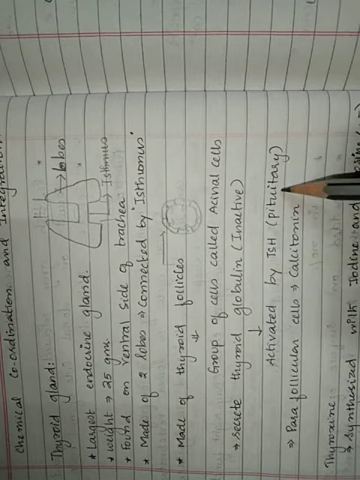 Chemical co-ordination and Integration
Thyroid gland:
→ lobes
* Largest endocrine gland.
→ Isthmus
* weight → 25 gm.
* Found on ventral side of trachea.
* Made of 2 lobes → connected by "Isthumus"
* Made of thyroid follicles
↓
Group of cells called Acinal cells
→ secrete thyroid globulin (Inactive)
↓
Activated by TSH (pituitary)
→ Para follicular cells → Calcitonin
Thyroxine:
→ Synthesized with Iodine and